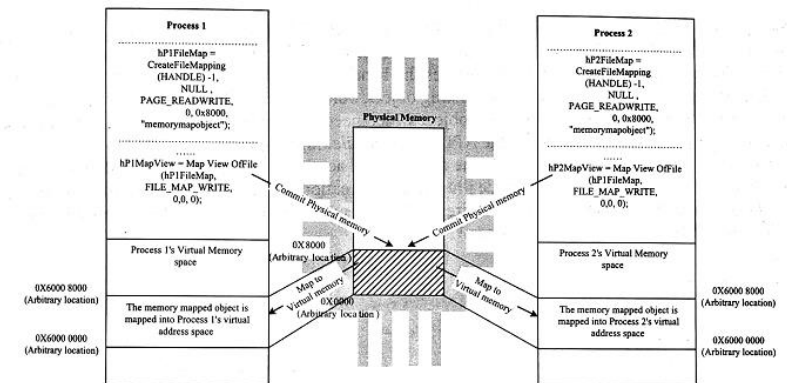 Process 1
hP1FileMap =
CreateFileMapping
(HANDLE) -1,
NULL ,
PAGE_READWRITE,
0, 0x8000,
"memorymapobject");
......
hP1MapView = Map View OfFile
(hP1FileMap,
FILE_MAP_WRITE,
0,0, 0);
Process 1's Virtual Memory
space
The memory mapped object is
mapped into Process 1's virtual
address space
0X6000 8000
(Arbitrary location)
0X6000 0000
(Arbitrary location)
Physical Memory
Commit Physical memory
Commit Physical memory
0X8000
(Arbitrary location)
Map to
Virtual memory
Map to
Virtual memory
0X0000
(Arbitrary location)
Process 2
hP2FileMap =
CreateFileMapping
(HANDLE) -1,
NULL ,
PAGE_READWRITE,
0, 0x8000,
"memorymapobject");
......
hP2MapView = Map View OfFile
(hP1FileMap,
FILE_MAP_WRITE,
0,0, 0);
Process 2's Virtual Memory
space
The memory mapped object is
mapped into Process 2's virtual
address space
0X6000 8000
(Arbitrary location)
0X6000 0000
(Arbitrary location)